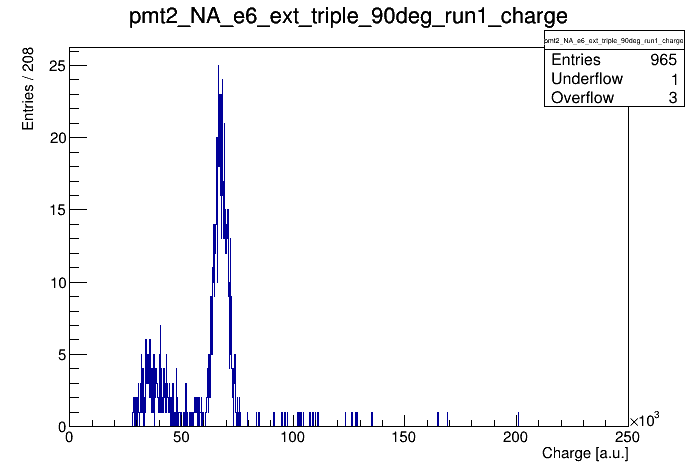 pmt2_NA_e6_ext_triple_90deg_run1_charge
pmt2_NA_e6_ext_triple_90deg_run1_charge
Entries 965
Underflow 1
Overflow 3
Entries / 208
25
20
15
10
5
0
0 50 100 150 200 250
×10³
Charge [a.u.]